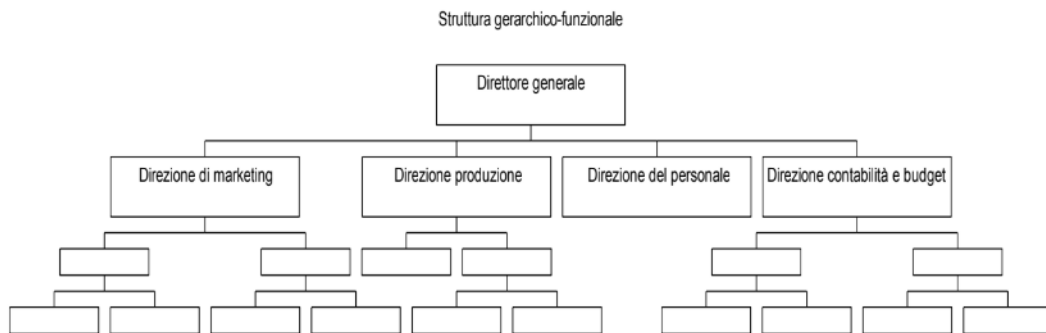 Struttura gerarchico-funzionale
Direttore generale
Direzione di marketing
Direzione produzione
Direzione del personale
Direzione contabilità e budget